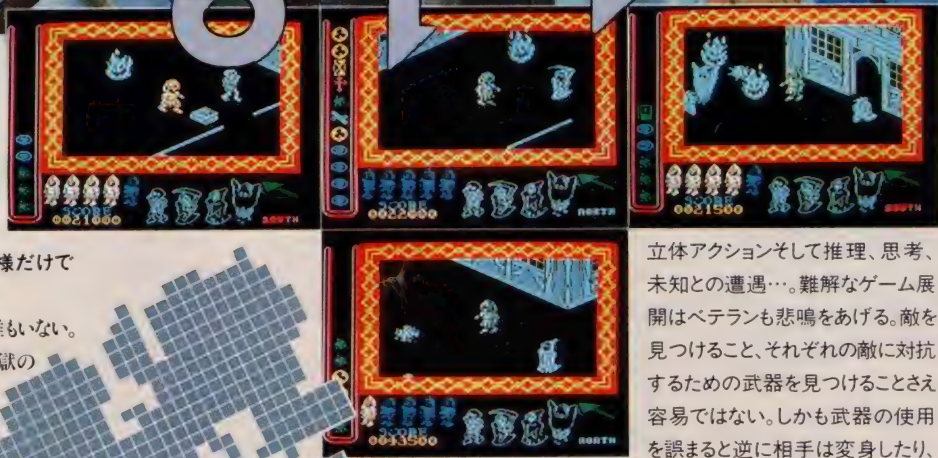 SCORE
0021000
SOUTH
SCORE
0022000
NORTH
SCORE
0021500
SOUTH
様だけで
もいない。
獄の
SCORE
0043500
NORTH
立体アクションそして推理、思考、
未知との遭遇…。難解なゲーム展
開はベテランも悲鳴をあげる。敵を
見つけること、それぞれの敵に対抗
するための武器を見つけることさえ
容易ではない。しかも武器の使用
を誤まると逆に相手は変身したり、